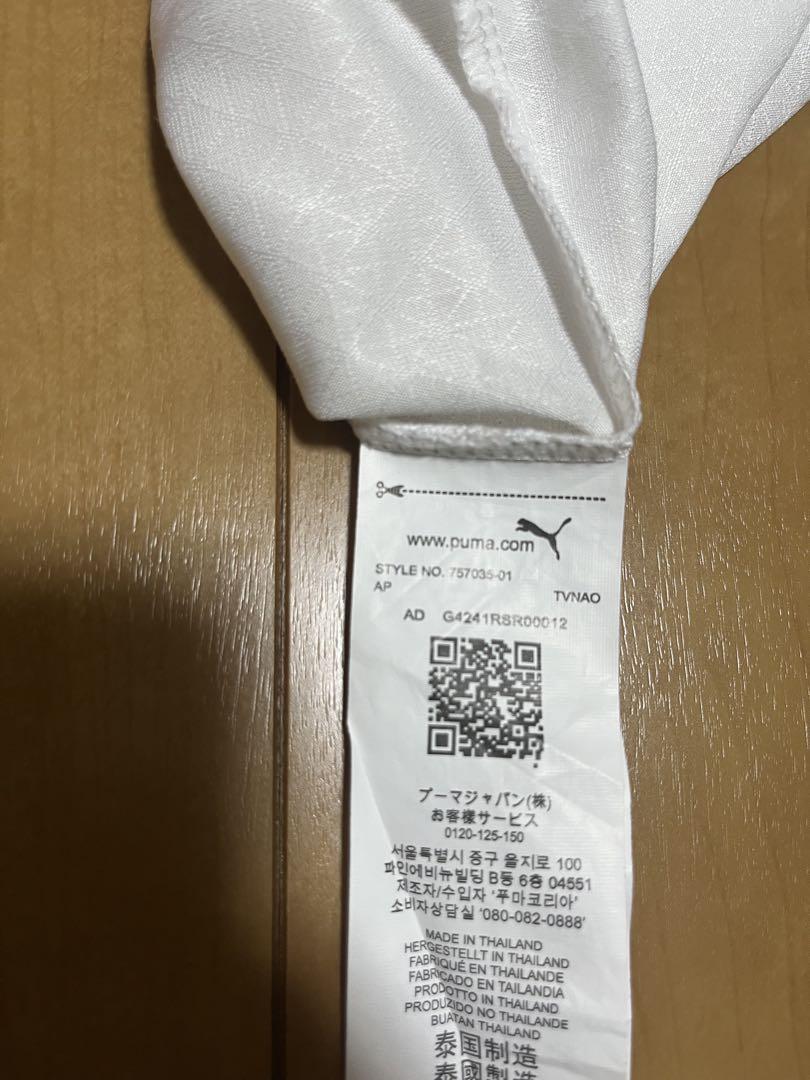 www.puma.com
STYLE NO. 757035-01
AP TVNAO
AD G4241RSR00012
プーマジャパン(株)
お客様サービス
0120-125-150
서울특별시 중구 을지로 100
파인에비뉴빌딩 B동 6층 04551
제조자/수입자 '푸마코리아'
소비자상담실 '080-082-0888'
MADE IN THAILAND
HERGESTELLT IN THAILAND
FABRIQUÉ EN THAILANDE
FABRICADO EN TAILANDIA
PRODOTTO IN THAILAND
PRODUZIDO NO THAILANDE
BUATAN THAILAND
泰国制造
泰國製造